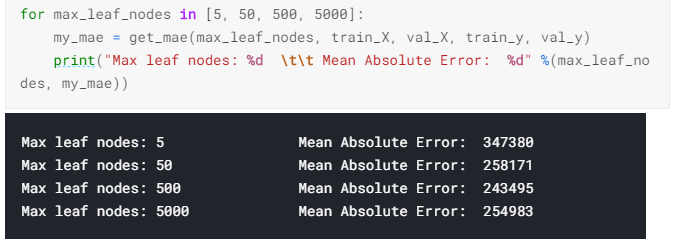 for max_leaf_nodes in [5, 50, 500, 5000]:
    my_mae = get_mae(max_leaf_nodes, train_X, val_X, train_y, val_y)
    print("Max leaf nodes: %d  \t\t Mean Absolute Error:  %d" %(max_leaf_no
des, my_mae))
Max leaf nodes: 5                Mean Absolute Error:  347380
Max leaf nodes: 50               Mean Absolute Error:  258171
Max leaf nodes: 500              Mean Absolute Error:  243495
Max leaf nodes: 5000             Mean Absolute Error:  254983